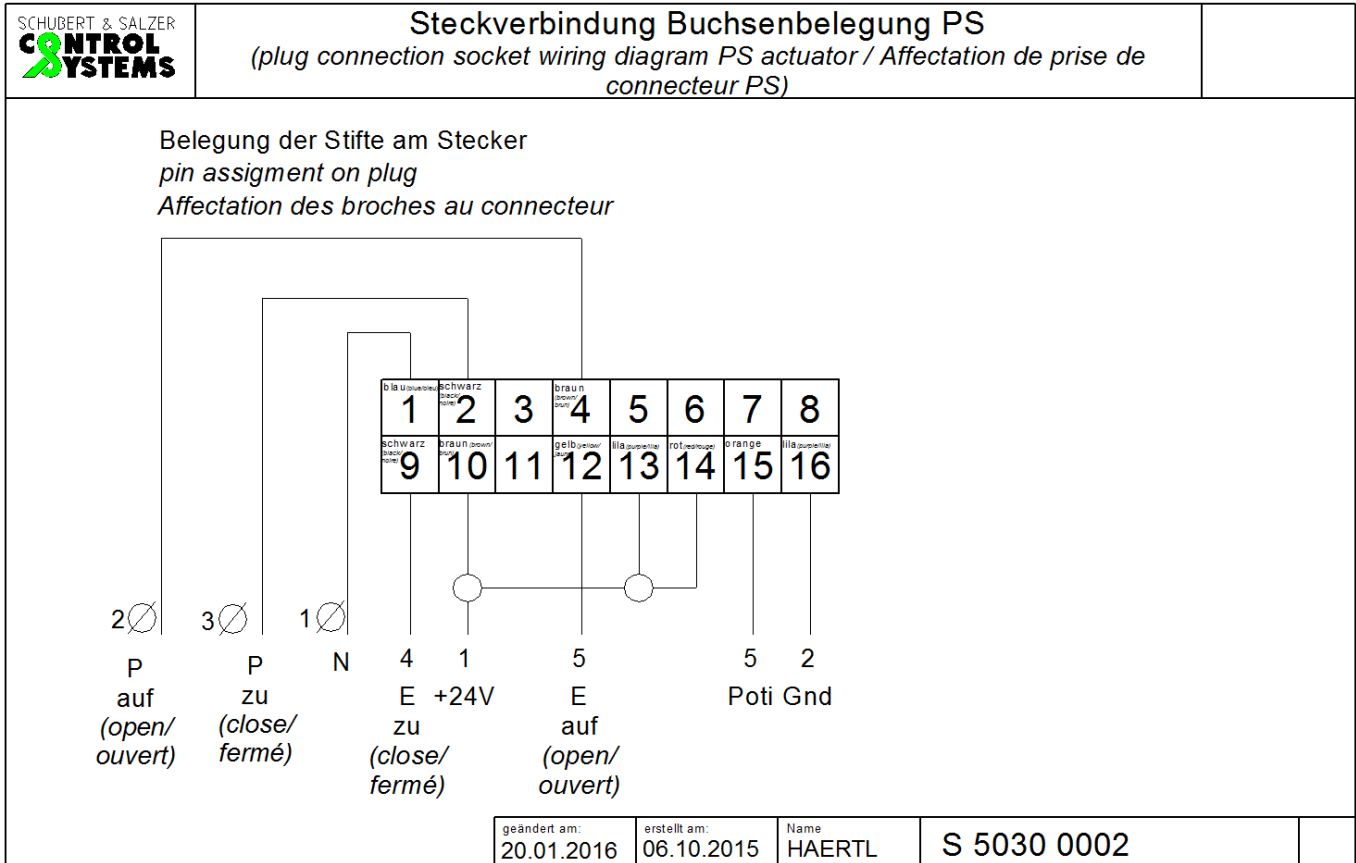 SCHUBERT & SALZER
CONTROL
SYSTEMS
Steckverbindung Buchsenbelegung PS
(plug connection socket wiring diagram PS actuator / Affectation de prise de
connecteur PS)
Belegung der Stifte am Stecker
pin assigment on plug
Affectation des broches au connecteur
blau (blue/bleu) schwarz (black/noire) braun (brown/brun)
1 2 3 4 5 6 7 8
schwarz (black/noire) braun (brown/brun) gelb (yellow/jaune) lila (purple/lila) rot (red/rouge) orange lila (purple/lila)
9 10 11 12 13 14 15 16
2 3 1
P P N 4 1 5 5 2
auf zu E +24V E Poti Gnd
(open/ (close/ zu auf
ouvert) fermé) (close/ (open/
fermé) ouvert)
geändert am: erstellt am: Name
20.01.2016 06.10.2015 HAERTL S 5030 0002